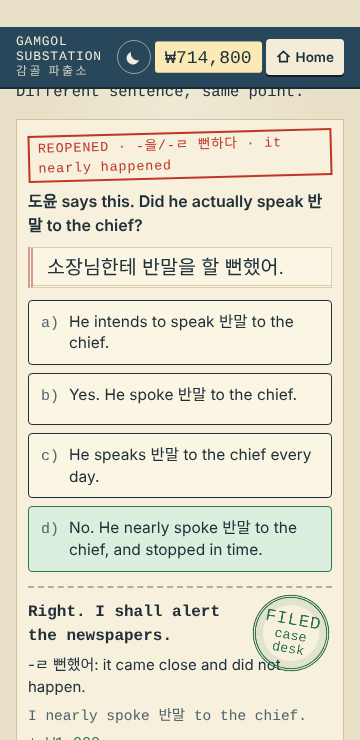 GAMGOL
SUBSTATION
감골 파출소
₩714,800
Home
Different sentence, same point.
REOPENED · -을/-ㄹ 뻔하다 · it
nearly happened
도윤 says this. Did he actually speak 반
말 to the chief?
소장님한테 반말을 할 뻔했어.
a) He intends to speak 반말 to the
chief.
b) Yes. He spoke 반말 to the chief.
c) He speaks 반말 to the chief every
day.
d) No. He nearly spoke 반말 to the
chief, and stopped in time.
Right. I shall alert
the newspapers.
FILED
case
desk
-ㄹ 뻔했다: it came close and did not
happen.
I nearly spoke 반말 to the chief.